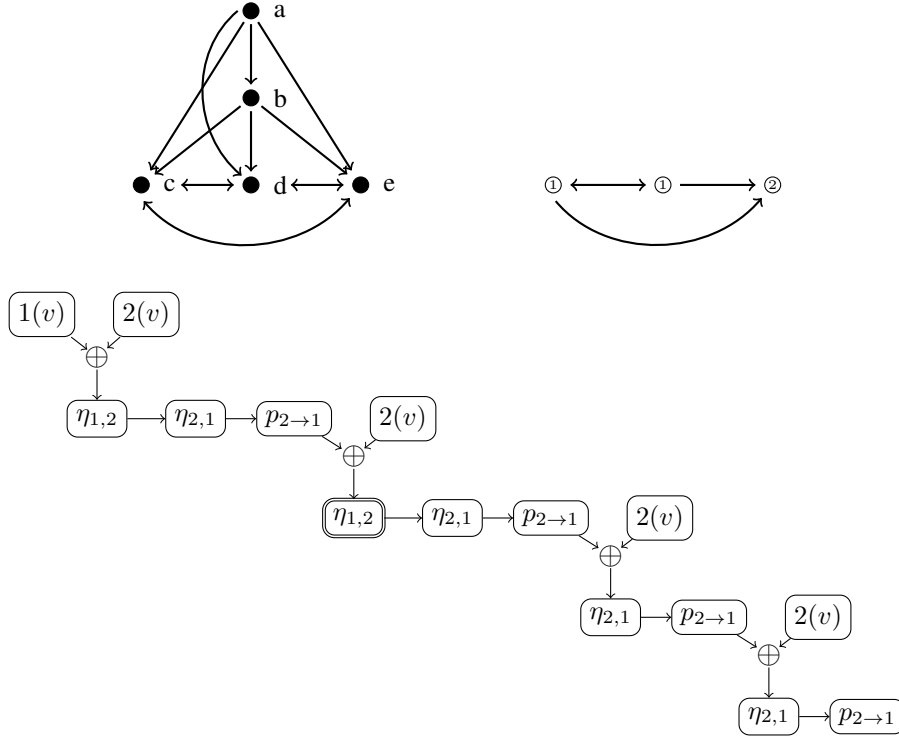 a
b
c d e ① ① ②
1(v) 2(v)
⊕
η₁,₂ η₂,₁ p₂→₁ 2(v)
⊕
η₁,₂ η₂,₁ p₂→₁ 2(v)
⊕
η₂,₁ p₂→₁ 2(v)
⊕
η₂,₁ p₂→₁